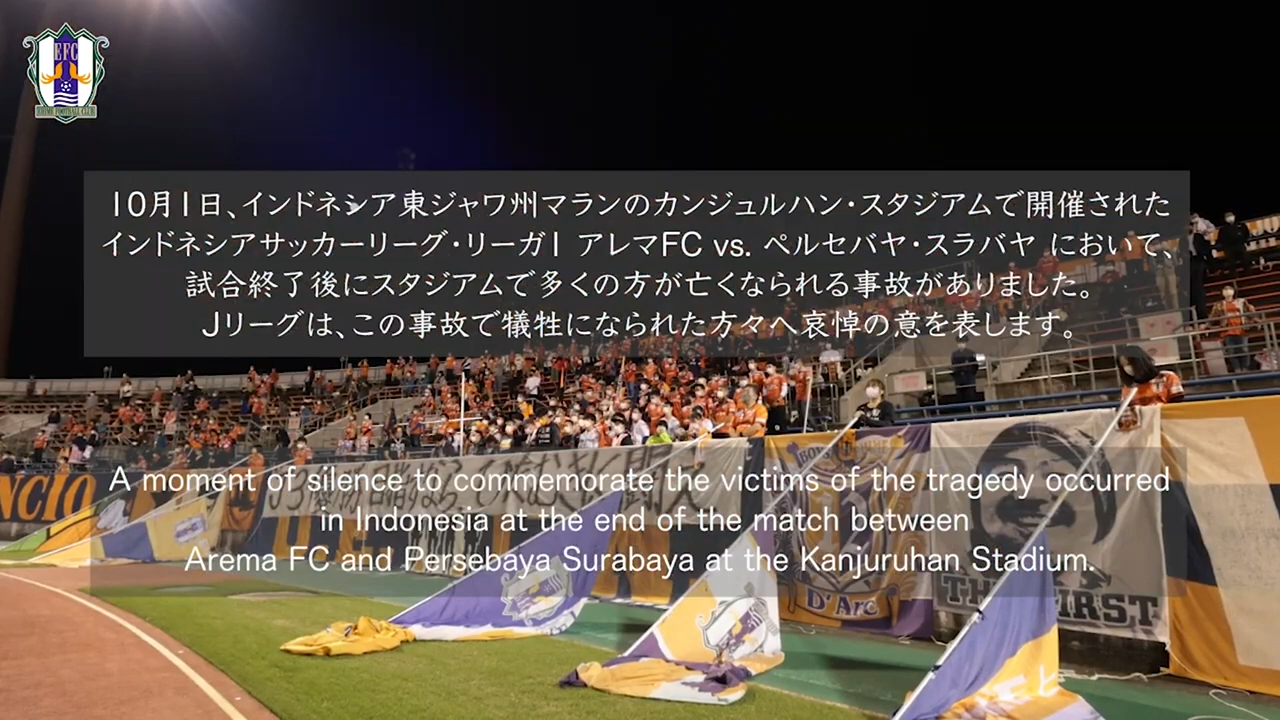 EFC
EHIME FOOTBALL CLUB
10月1日、インドネシア東ジャワ州マランのカンジュルハン・スタジアムで開催された
インドネシアサッカーリーグ・リーガ1 アレマFC vs. ペルセバヤ・スラバヤ において、
試合終了後にスタジアムで多くの方が亡くなられる事故がありました。
Jリーグは、この事故で犠牲になられた方々へ哀悼の意を表します。
A moment of silence to commemorate the victims of the tragedy occurred
in Indonesia at the end of the match between
Arema FC and Persebaya Surabaya at the Kanjuruhan Stadium.
NCIO
BOYS
12
D'Arc
FIRST